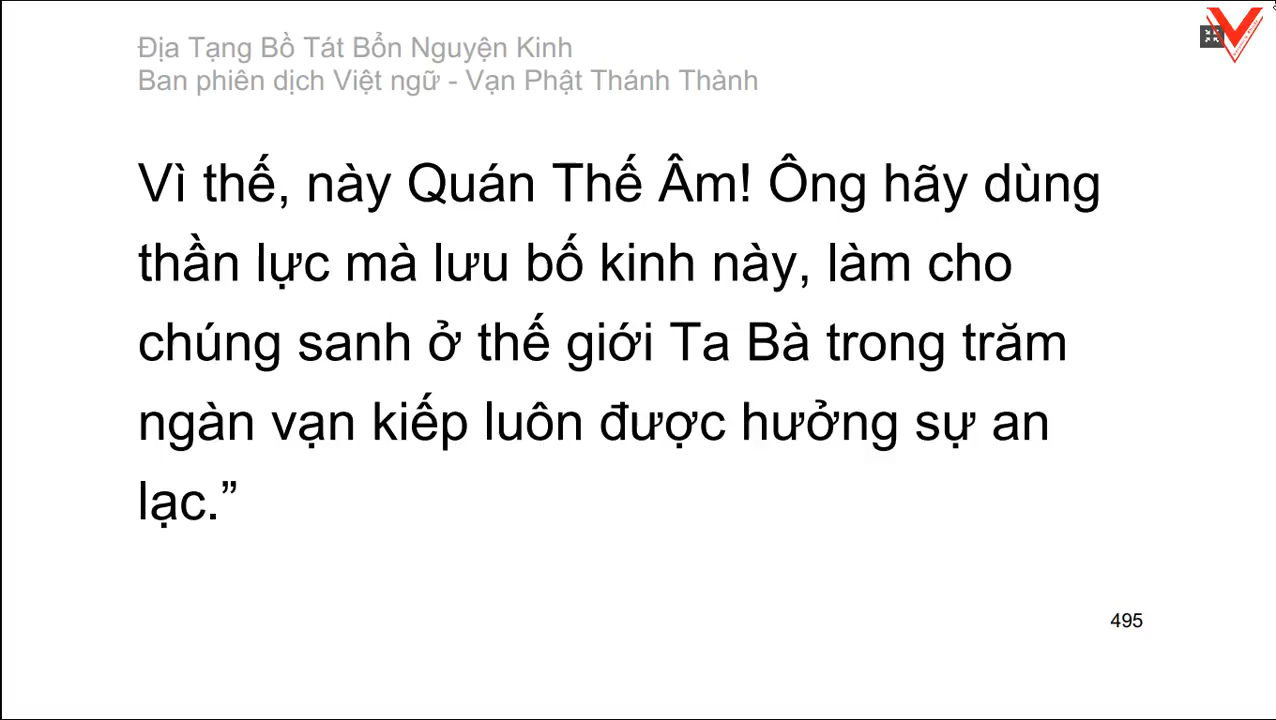 Địa Tạng Bồ Tát Bổn Nguyện Kinh
Ban phiên dịch Việt ngữ - Vạn Phật Thánh Thành
Vì thế, này Quán Thế Âm! Ông hãy dùng
thần lực mà lưu bố kinh này, làm cho
chúng sanh ở thế giới Ta Bà trong trăm
ngàn vạn kiếp luôn được hưởng sự an
lạc.”
495